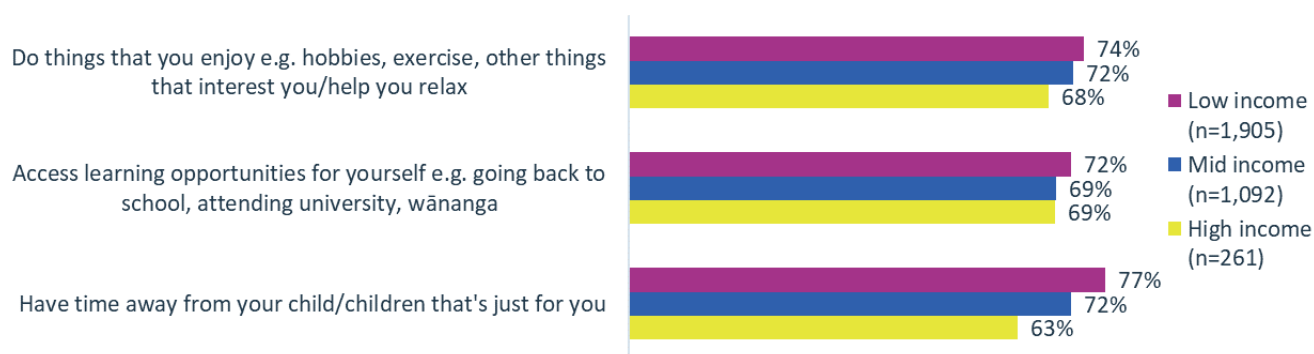 Do things that you enjoy e.g. hobbies, exercise, other things
that interest you/help you relax
74%
72%
68%
Access learning opportunities for yourself e.g. going back to
school, attending university, wānanga
72%
69%
69%
Have time away from your child/children that's just for you
77%
72%
63%
Low income
(n=1,905)
Mid income
(n=1,092)
High income
(n=261)